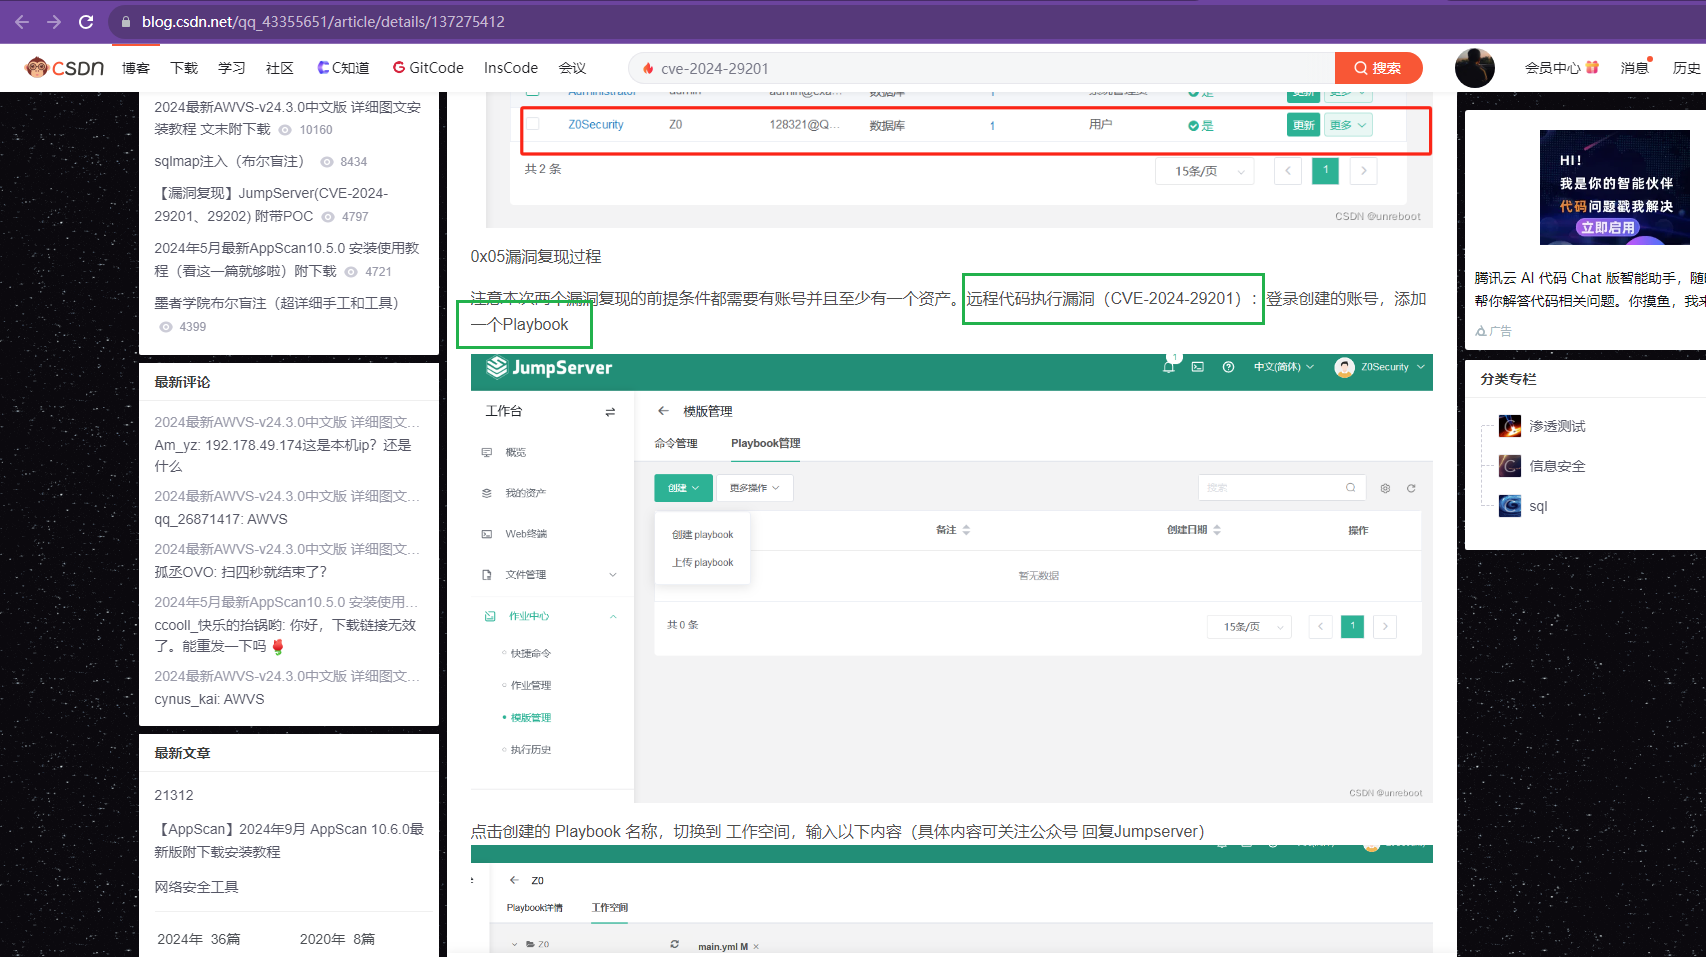 blog.csdn.net/qq_43355651/article/details/137275412
CSDN 博客 下载 学习 社区 C知道 GitCode InsCode 会议 cve-2024-29201 搜索 会员中心 消息 历史
2024最新AWVS-v24.3.0中文版 详细图文安
装教程 文末附下载 10160
sqlmap注入（布尔盲注） 8434
【漏洞复现】JumpServer(CVE-2024-
29201、29202) 附带POC 4797
2024年5月最新AppScan10.5.0 安装使用教
程（看这一篇就够啦）附下载 4721
墨者学院布尔盲注（超详细手工和工具）
4399
最新评论
2024最新AWVS-v24.3.0中文版 详细图文...
Am_yz: 192.178.49.174这是本机ip？还是
什么
2024最新AWVS-v24.3.0中文版 详细图文...
qq_26871417: AWVS
2024最新AWVS-v24.3.0中文版 详细图文...
孤丞OVO: 扫四秒就结束了?
2024年5月最新AppScan10.5.0 安装使用...
ccooll_快乐的抬锅哟: 你好，下载链接无效
了。能重发一下吗
2024最新AWVS-v24.3.0中文版 详细图文...
cynus_kai: AWVS
最新文章
21312
【AppScan】2024年9月 AppScan 10.6.0最
新版附下载安装教程
网络安全工具
2024年 36篇 2020年 8篇
Administrator admin admin@exa... 数据库 1 系统管理员 是 更新 更多
Z0Security Z0 128321@Q... 数据库 1 用户 是 更新 更多
共 2 条 15条/页 1
CSDN @unreboot
0x05漏洞复现过程
注意本次两个漏洞复现的前提条件都需要有账号并且至少有一个资产。远程代码执行漏洞（CVE-2024-29201）：登录创建的账号，添加
一个Playbook
JumpServer 1 中文(简体) Z0Security
工作台 模版管理
命令管理 Playbook管理
概览
我的资产
Web终端
文件管理
作业中心
快捷命令
作业管理
模版管理
执行历史
创建 更多操作 搜索
创建 playbook
上传 playbook
备注 创建日期 操作
暂无数据
共 0 条 15条/页 1
CSDN @unreboot
点击创建的 Playbook 名称，切换到 工作空间，输入以下内容（具体内容可关注公众号 回复Jumpserver）
Z0
Playbook详情 工作空间
Z0 main.yml M ×
HI！
我是你的智能伙伴
代码问题戳我解决
立即启用
腾讯云 AI 代码 Chat 版智能助手，随
帮你解答代码相关问题。你摸鱼，我来
广告
分类专栏
渗透测试
信息安全
sql